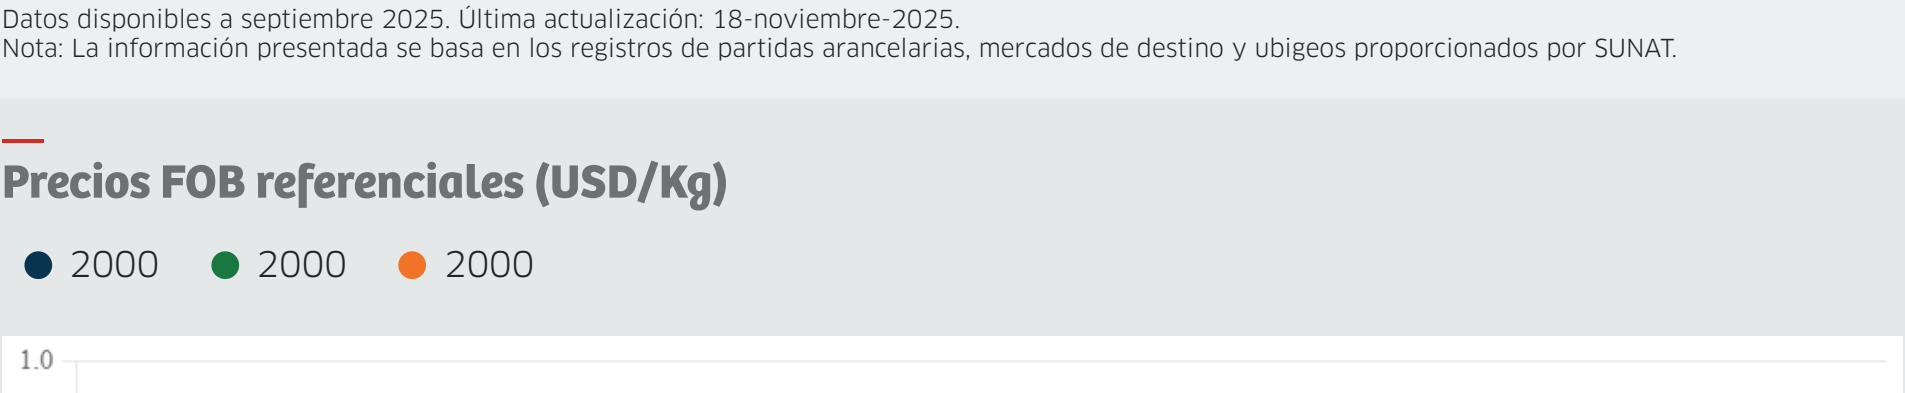 Datos disponibles a septiembre 2025. Última actualización: 18-noviembre-2025.
Nota: La información presentada se basa en los registros de partidas arancelarias, mercados de destino y ubigeos proporcionados por SUNAT.
Precios FOB referenciales (USD/Kg)
2000 2000 2000
1.0